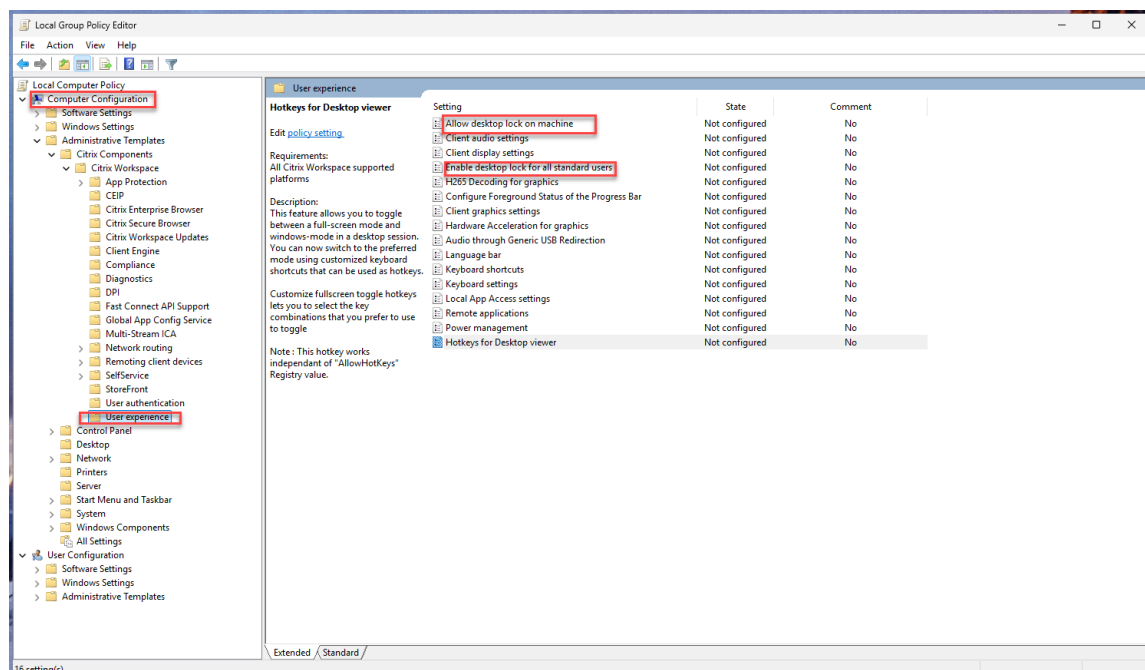 Local Group Policy Editor
File Action View Help
Local Computer Policy
Computer Configuration
Software Settings
Windows Settings
Administrative Templates
Citrix Components
Citrix Workspace
App Protection
CEIP
Citrix Enterprise Browser
Citrix Secure Browser
Citrix Workspace Updates
Client Engine
Compliance
Diagnostics
DPI
Fast Connect API Support
Global App Config Service
Multi-Stream ICA
Network routing
Remoting client devices
SelfService
StoreFront
User authentication
User experience
Control Panel
Desktop
Network
Printers
Server
Start Menu and Taskbar
System
Windows Components
All Settings
User Configuration
Software Settings
Windows Settings
Administrative Templates
User experience
Hotkeys for Desktop viewer
Edit policy setting
Requirements:
All Citrix Workspace supported
platforms
Description:
This feature allows you to toggle
between a full-screen mode and
windows-mode in a desktop session.
You can now switch to the preferred
mode using customized keyboard
shortcuts that can be used as hotkeys.
Customize fullscreen toggle hotkeys
lets you to select the key
combinations that you prefer to use
to toggle
Note : This hotkey works
independant of "AllowHotKeys"
Registry value.
Setting State Comment
Allow desktop lock on machine Not configured No
Client audio settings Not configured No
Client display settings Not configured No
Enable desktop lock for all standard users Not configured No
H265 Decoding for graphics Not configured No
Configure Foreground Status of the Progress Bar Not configured No
Client graphics settings Not configured No
Hardware Acceleration for graphics Not configured No
Audio through Generic USB Redirection Not configured No
Language bar Not configured No
Keyboard shortcuts Not configured No
Keyboard settings Not configured No
Local App Access settings Not configured No
Remote applications Not configured No
Power management Not configured No
Hotkeys for Desktop viewer Not configured No
Extended Standard
16 setting(s)